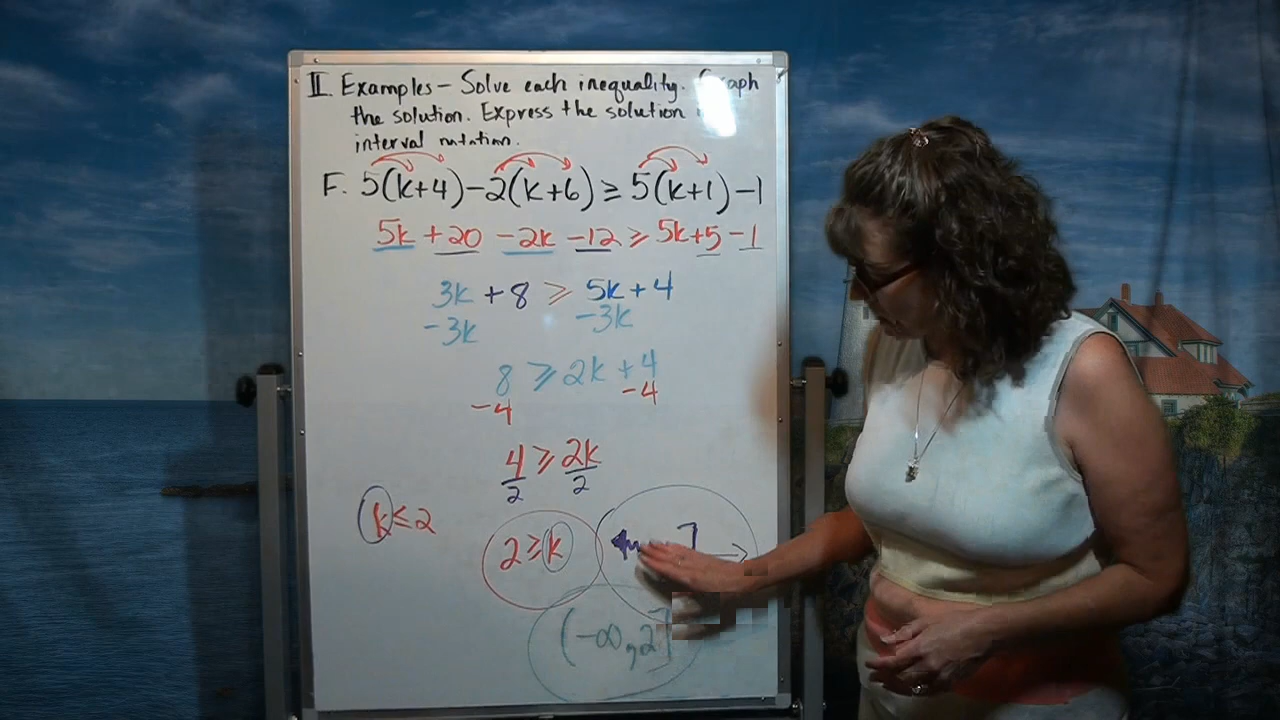 II. Examples - Solve each inequality. Graph
the solution. Express the solution
interval notation.
F. 5(k+4)-2(k+6) ≥ 5(k+1)-1
5k +20 -2k -12 ≥ 5k+5-1
3k + 8 ≥ 5k + 4
-3k -3k
8 ≥ 2k + 4
-4 -4
4/2 ≥ 2k/2
k ≤ 2
2 ≥ k
]
(-∞,2]